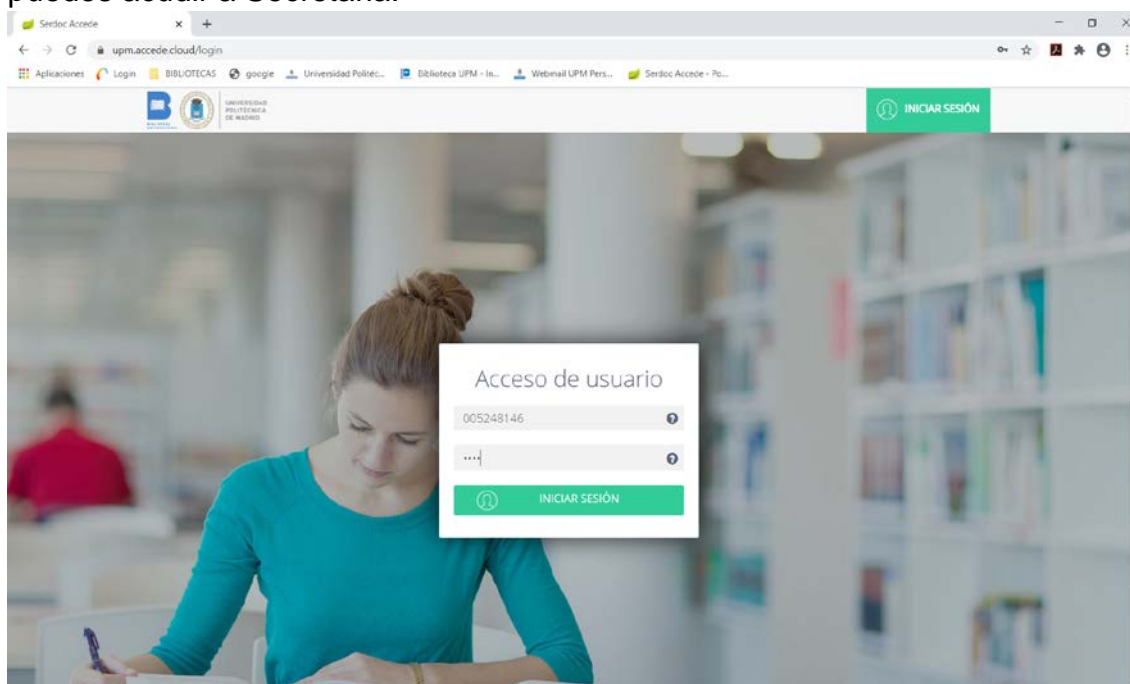 puedes acudir a Secretaría.
Serdoc Accede
upm.accede.cloud/login
Aplicaciones Login BIBLIOTECAS google Universidad Politéc... Biblioteca UPM - In... Webmail UPM Pers... Serdoc Accede - Po...
UNIVERSIDAD
POLITÉCNICA
DE MADRID
INICIAR SESIÓN
Acceso de usuario
005248146
····
INICIAR SESIÓN